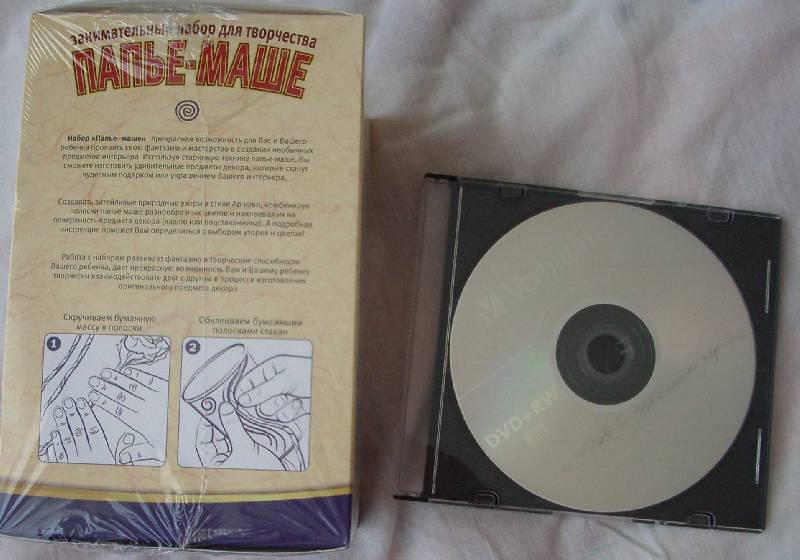 занимательный набор для творчества
ПАПЬЕ-МАШЕ
Набор «Папье-маше» прекрасная возможность для Вас и Вашего
ребенка проявить свою фантазию и мастерство в создании необычных
предметов интерьера. Используя старинную технику папье-маше, Вы
сможете изготовить удивительные предметы декора, которые станут
чудесным подарком или украшением Вашего интерьера.
Создавать затейливые природные узоры в стиле Ар нуво, комбинируя
полоски папье маше разнообразных цветов и наклеивая их на
поверхность предмета декора (кашпо или подстаканника). А подробная
инструкция поможет Вам определиться с выбором узоров и цветов!
Работа с набором развивает фантазию и творческие способности
Вашего ребенка, дает прекрасную возможность Вам и Вашему ребенку
творчески взаимодействовать друг с другом в процессе изготовления
оригинального предмета декора
Скручиваем бумажную
массу в полоски
1
Обклеиваем бумажными
полосками стакан
2
DVD+RW